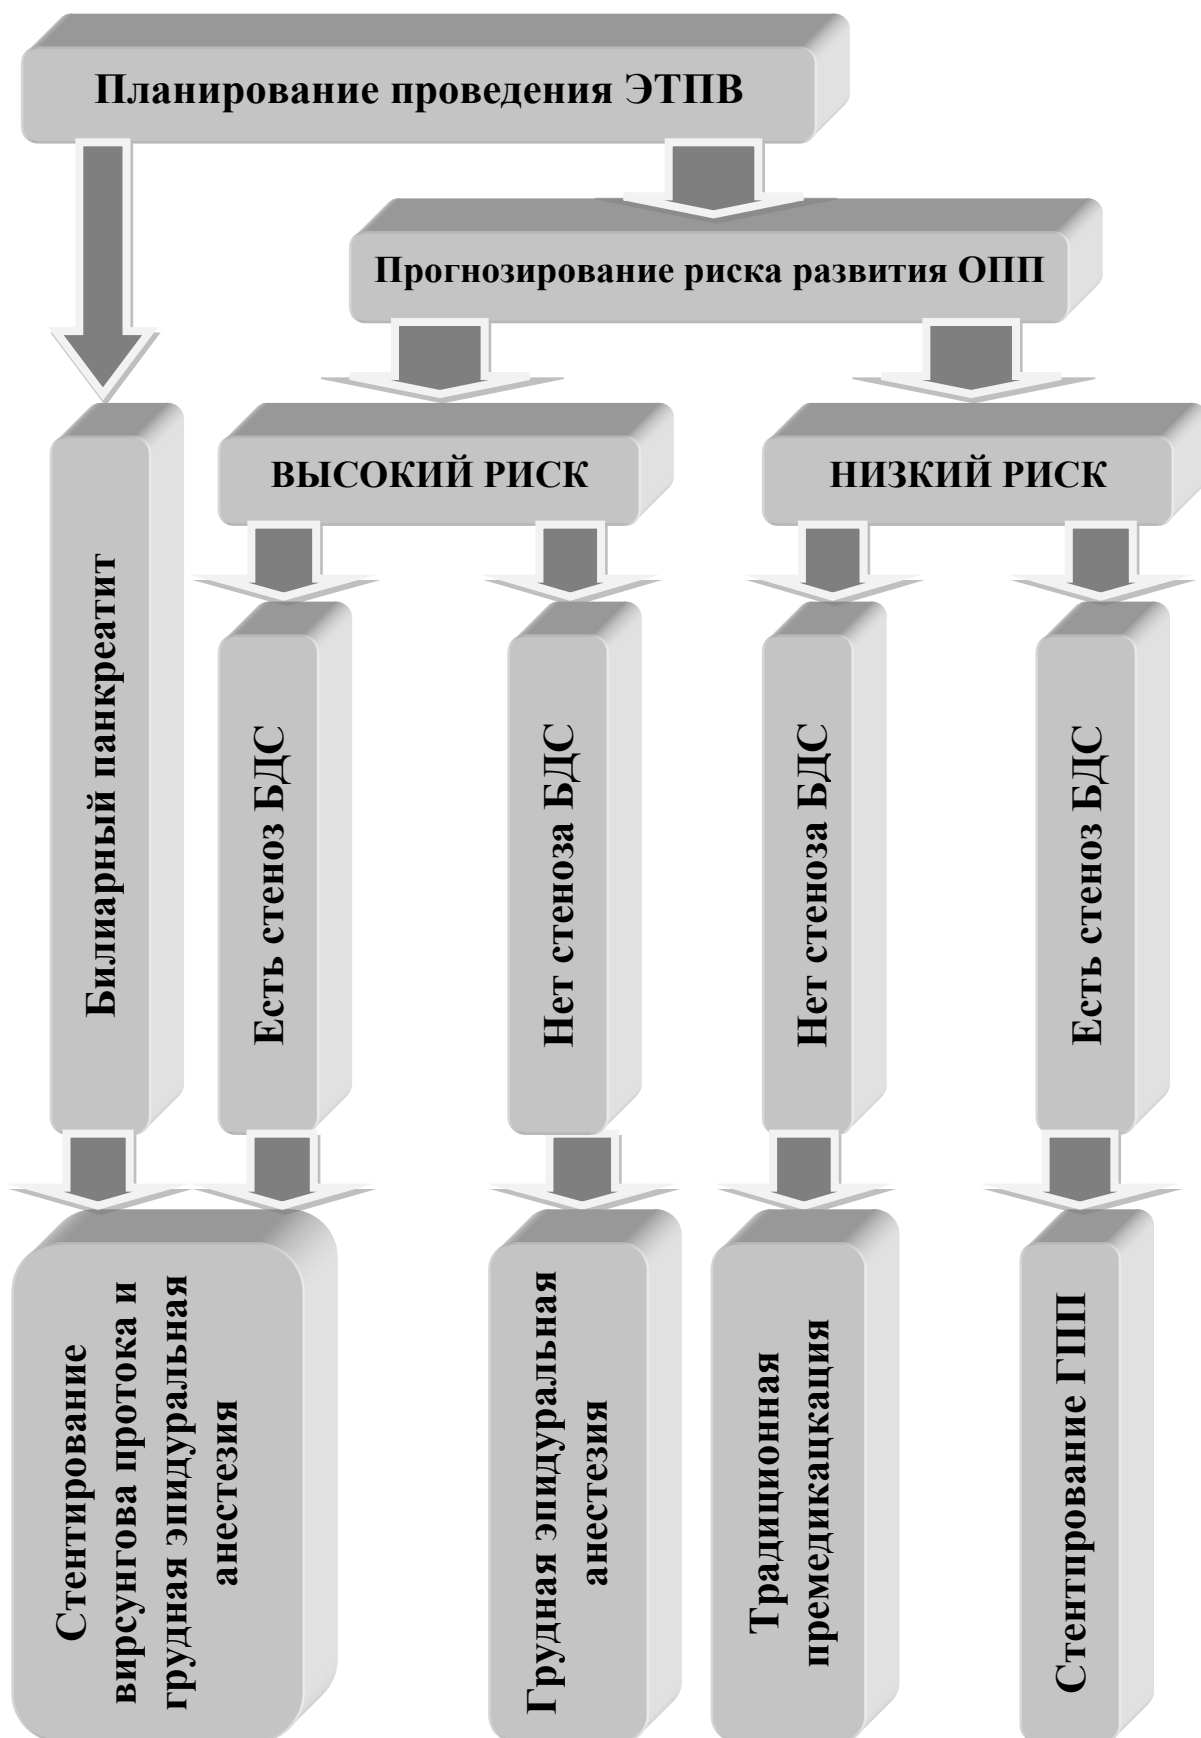 Планирование проведения ЭТПВ
Прогнозирование риска развития ОПП
ВЫСОКИЙ РИСК
НИЗКИЙ РИСК
Билиарный панкреатит
Есть стеноз БДС
Нет стеноза БДС
Нет стеноза БДС
Есть стеноз БДС
Стентирование
вирсунгова протока и
грудная эпидуральная
анестезия
Грудная эпидуральная
анестезия
Традиционная
премедикацкация
Стентпрование ГПП